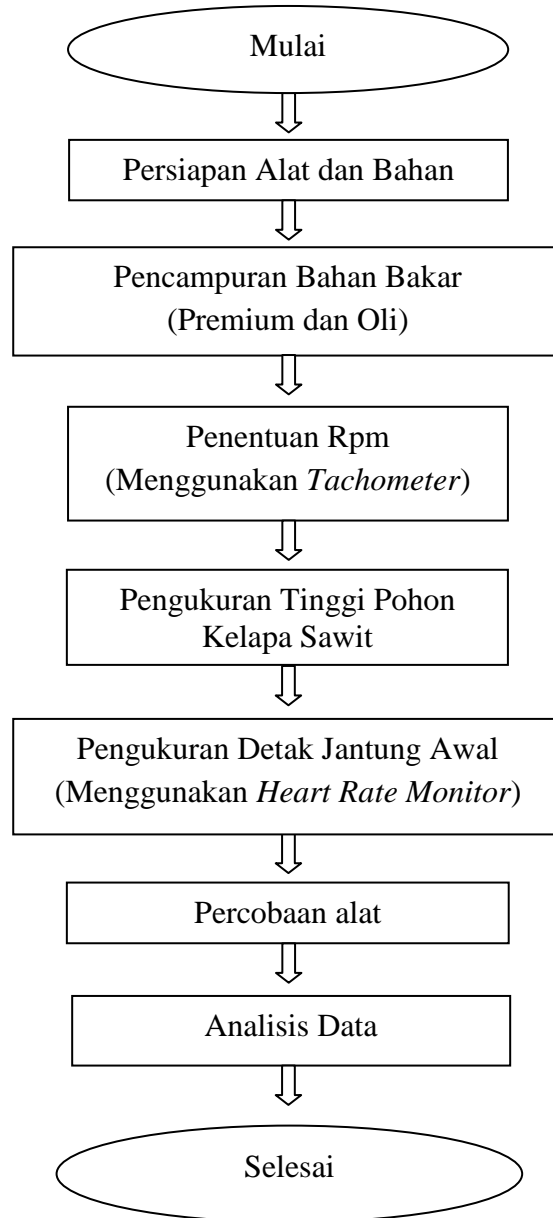 Mulai
Persiapan Alat dan Bahan
Pencampuran Bahan Bakar
(Premium dan Oli)
Penentuan Rpm
(Menggunakan Tachometer)
Pengukuran Tinggi Pohon
Kelapa Sawit
Pengukuran Detak Jantung Awal
(Menggunakan Heart Rate Monitor)
Percobaan alat
Analisis Data
Selesai